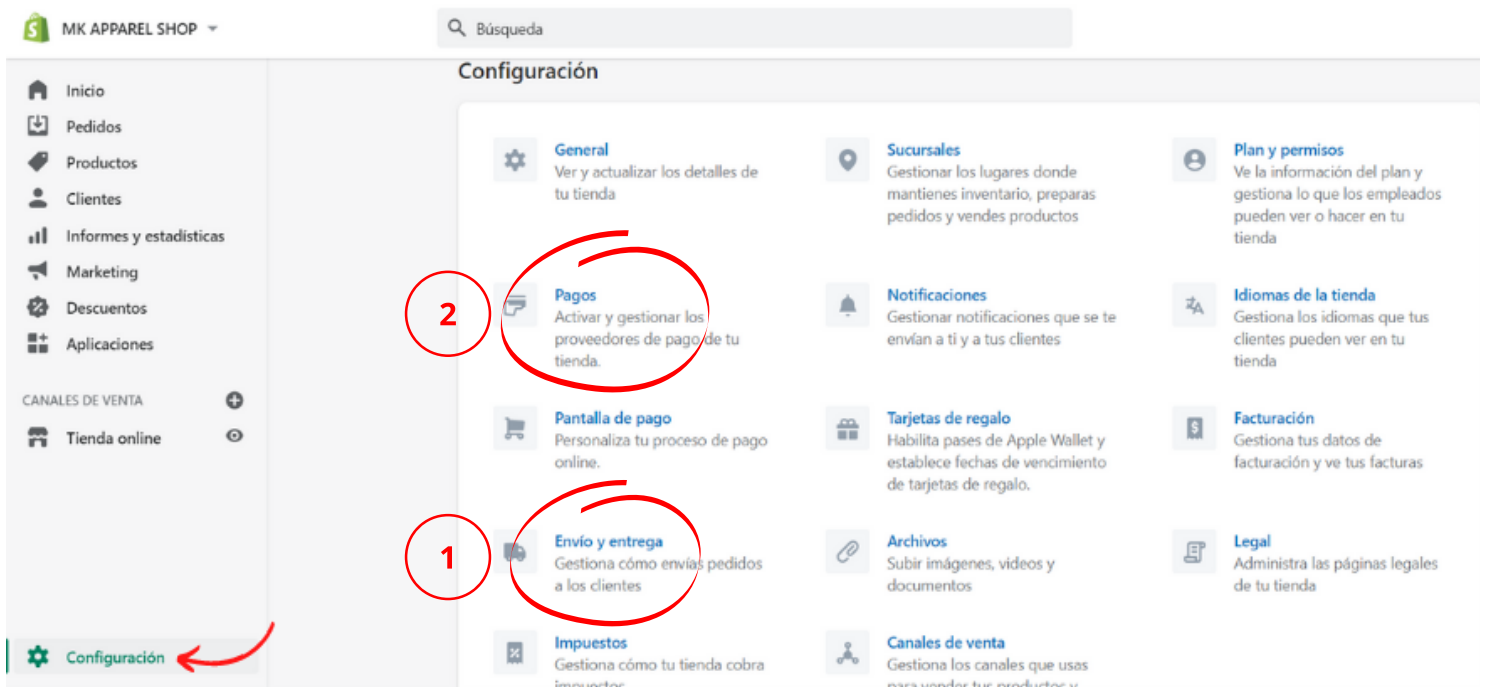 MK APPAREL SHOP
Búsqueda
Inicio
Pedidos
Productos
Clientes
Informes y estadísticas
Marketing
Descuentos
Aplicaciones
CANALES DE VENTA
Tienda online
Configuración
Configuración
General
Ver y actualizar los detalles de
tu tienda
Sucursales
Gestionar los lugares donde
mantienes inventario, preparas
pedidos y vendes productos
Plan y permisos
Ve la información del plan y
gestiona lo que los empleados
pueden ver o hacer en tu
tienda
2
Pagos
Activar y gestionar los
proveedores de pago de tu
tienda.
Notificaciones
Gestionar notificaciones que se te
envían a ti y a tus clientes
Idiomas de la tienda
Gestiona los idiomas que tus
clientes pueden ver en tu
tienda
Pantalla de pago
Personaliza tu proceso de pago
online.
Tarjetas de regalo
Habilita pases de Apple Wallet y
establece fechas de vencimiento
de tarjetas de regalo.
Facturación
Gestiona tus datos de
facturación y ve tus facturas
1
Envío y entrega
Gestiona cómo envías pedidos
a los clientes
Archivos
Subir imágenes, videos y
documentos
Legal
Administra las páginas legales
de tu tienda
Impuestos
Gestiona cómo tu tienda cobra
impuestos
Canales de venta
Gestiona los canales que usas
para vender tus productos y